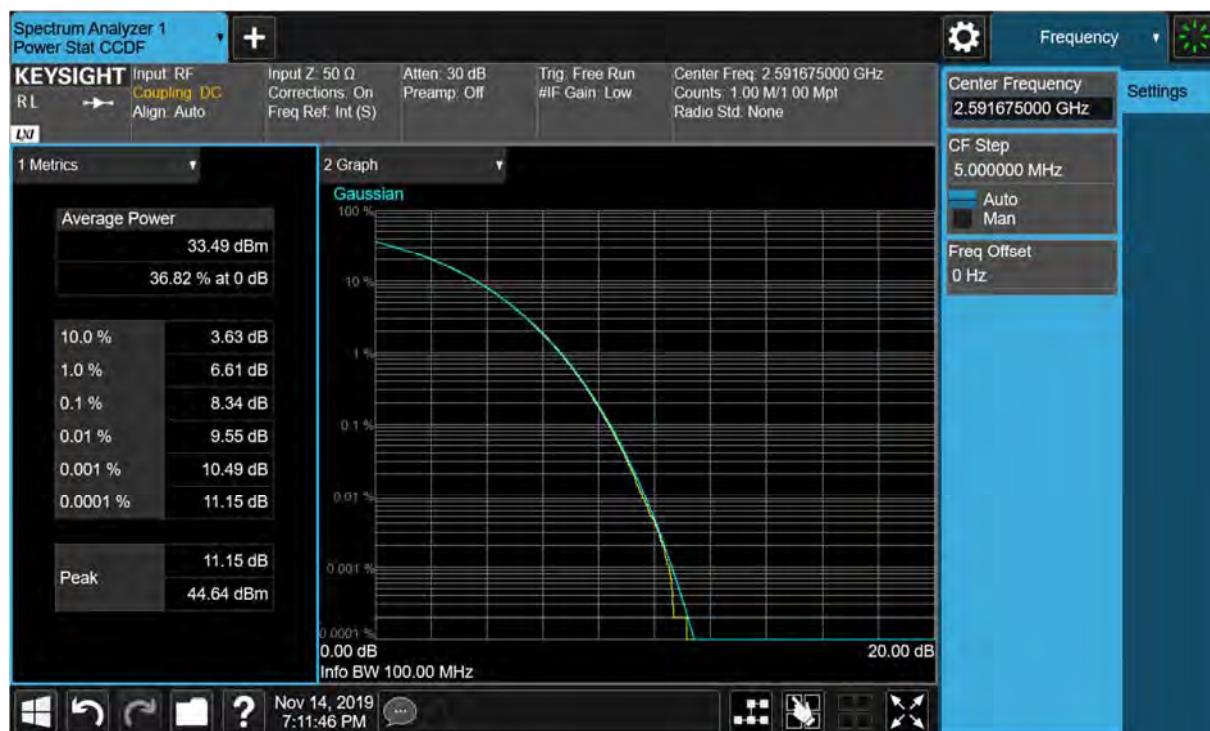 Spectrum Analyzer 1
Power Stat CCDF
+
Frequency
KEYSIGHT
RL
LXI
Input: RF
Coupling: DC
Align: Auto
Input Z: 50 Ω
Corrections: On
Freq Ref: Int (S)
Atten: 30 dB
Preamp: Off
Trig: Free Run
#IF Gain: Low
Center Freq: 2.591675000 GHz
Counts: 1.00 M/1.00 Mpt
Radio Std: None
Center Frequency
2.591675000 GHz
Settings
CF Step
5.000000 MHz
Auto
Man
Freq Offset
0 Hz
1 Metrics
Average Power
33.49 dBm
36.82 % at 0 dB
10.0 % 3.63 dB
1.0 % 6.61 dB
0.1 % 8.34 dB
0.01 % 9.55 dB
0.001 % 10.49 dB
0.0001 % 11.15 dB
Peak
11.15 dB
44.64 dBm
2 Graph
Gaussian
100 %
10 %
1 %
0.1 %
0.01 %
0.001 %
0.0001 %
0.00 dB 20.00 dB
Info BW 100.00 MHz
?
Nov 14, 2019
7:11:46 PM